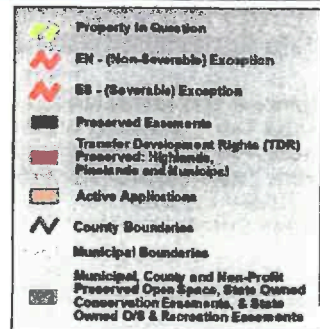 Property In Question
EN - (Non-Severable) Exception
ES - (Severable) Exception
Preserved Easements
Transfer Development Rights (TDR)
Preserved: Highlands,
Pinelands and Municipal
Active Applications
County Boundaries
Municipal Boundaries
Municipal, County and Non-Profit
Preserved Open Space, State Owned
Conservation Easements, & State
Owned O/S & Recreation Easements